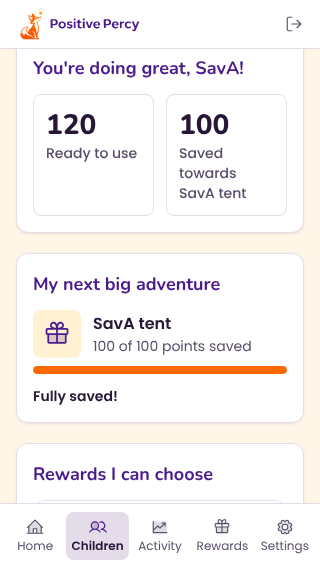 Positive Percy
You're doing great, SavA!
120
Ready to use
100
Saved
towards
SavA tent
My next big adventure
SavA tent
100 of 100 points saved
Fully saved!
Rewards I can choose
Home
Children
Activity
Rewards
Settings